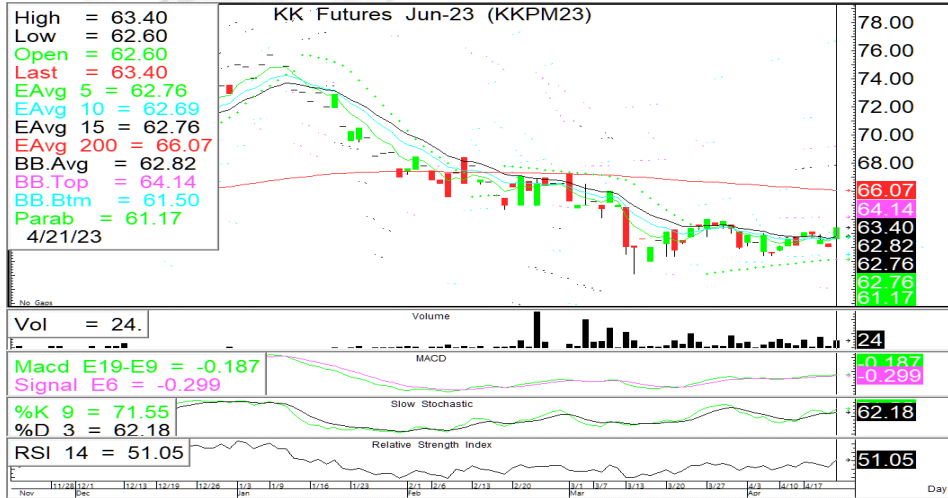 KK Futures Jun-23 (KKPM23)
High = 63.40
Low = 62.60
Open = 62.60
Last = 63.40
EAvg 5 = 62.76
EAvg 10 = 62.69
EAvg 15 = 62.76
EAvg 200 = 66.07
BB.Avg = 62.82
BB.Top = 64.14
BB.Btm = 61.50
Parab = 61.17
4/21/23
78.00
76.00
74.00
72.00
70.00
68.00
66.07
64.14
63.40
62.82
62.76
62.76
61.17
No Gaps
Vol = 24.
Volume
24
Macd E19-E9 = -0.187
Signal E6 = -0.299
MACD
-0.187
-0.299
%K 9 = 71.55
%D 3 = 62.18
Slow Stochastic
62.18
RSI 14 = 51.05
Relative Strength Index
51.05
11/28 12/1 12/13 12/19 12/26 1/3 1/9 1/16 1/23 2/1 2/6 2/13 2/20 3/1 3/7 3/13 3/20 3/27 4/3 4/10 4/17
Nov Dec Jan Feb Mar Apr Day